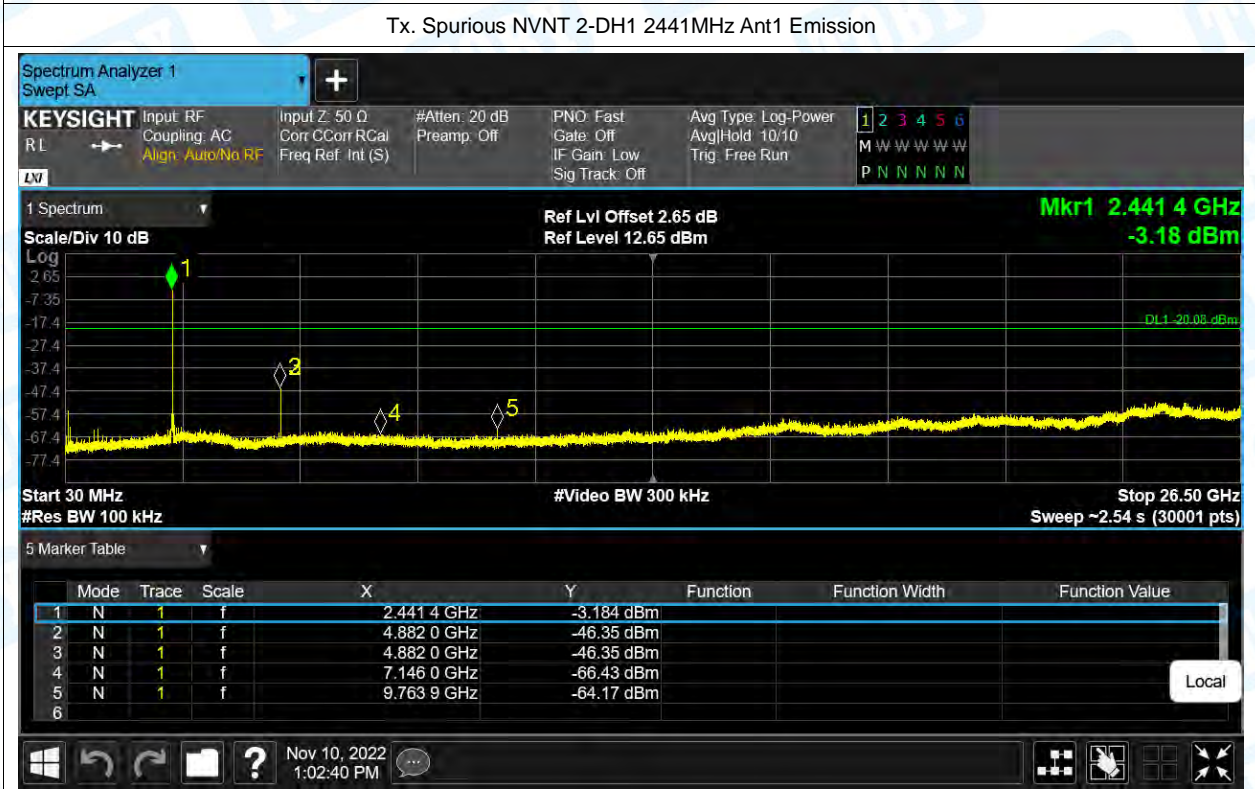 Tx. Spurious NVNT 2-DH1 2441MHz Ant1 Emission
Spectrum Analyzer 1
Swept SA
+
KEYSIGHT Input: RF Input Z: 50 Ω #Atten: 20 dB PNO: Fast Avg Type: Log-Power 1 2 3 4 5 6
RL Coupling: AC Corr CCorr RCal Preamp: Off Gate: Off Avg|Hold: 10/10 M W W W W W W
Align: Auto/No RF Freq Ref: Int (S) IF Gain: Low Trig: Free Run
LXI Sig Track: Off P N N N N N N
1 Spectrum Ref Lvl Offset 2.65 dB Mkr1 2.441 4 GHz
Scale/Div 10 dB Ref Level 12.65 dBm -3.18 dBm
Log
1
2.65
-7.35
-17.4
DL1 -20.08 dBm
-27.4
-37.4
3
-47.4
-57.4
4
5
-67.4
-77.4
Start 30 MHz #Video BW 300 kHz Stop 26.50 GHz
#Res BW 100 kHz Sweep ~2.54 s (30001 pts)
5 Marker Table
Mode Trace Scale X Y Function Function Width Function Value
1 N 1 f 2.441 4 GHz -3.184 dBm
2 N 1 f 4.882 0 GHz -46.35 dBm
3 N 1 f 4.882 0 GHz -46.35 dBm
4 N 1 f 7.146 0 GHz -66.43 dBm
5 N 1 f 9.763 9 GHz -64.17 dBm
6
Local
? Nov 10, 2022
1:02:40 PM